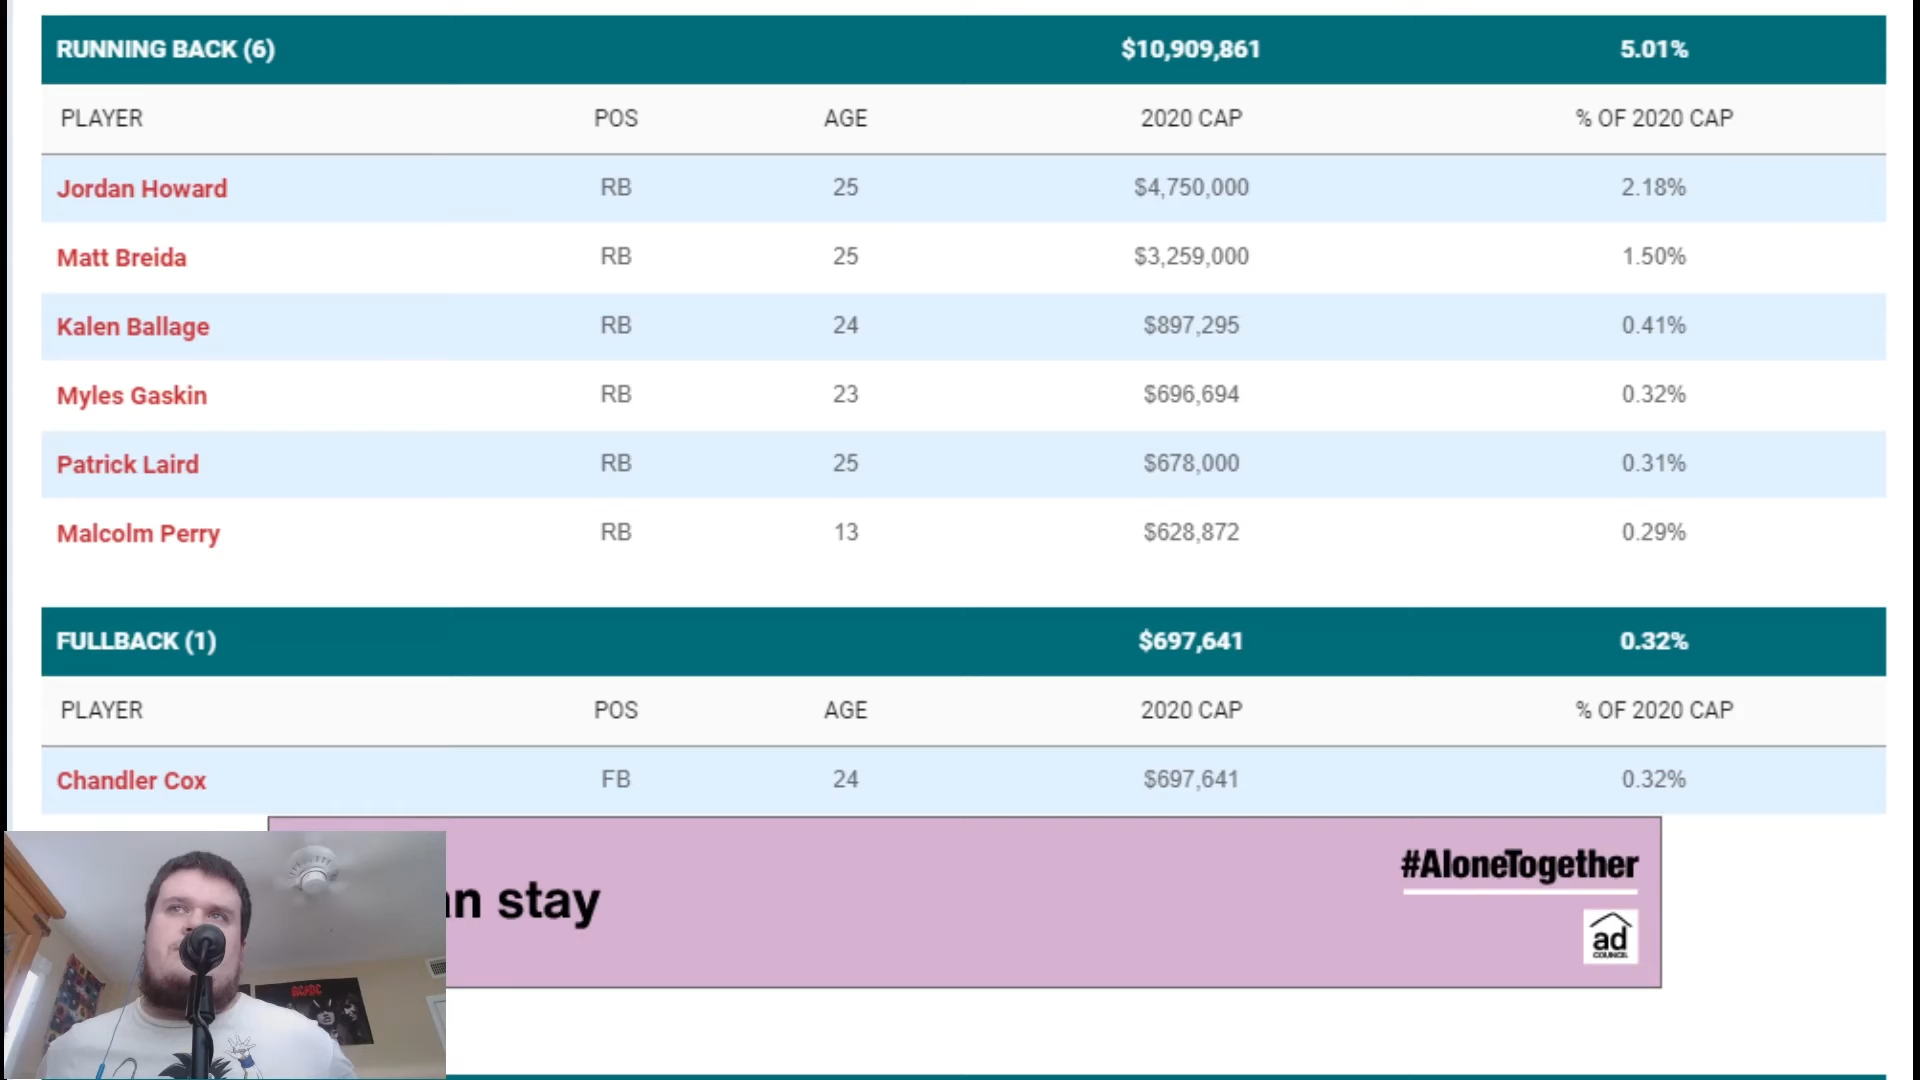 RUNNING BACK (6) $10,909,861 5.01%
PLAYER POS AGE 2020 CAP % OF 2020 CAP
Jordan Howard RB 25 $4,750,000 2.18%
Matt Breida RB 25 $3,259,000 1.50%
Kalen Ballage RB 24 $897,295 0.41%
Myles Gaskin RB 23 $696,694 0.32%
Patrick Laird RB 25 $678,000 0.31%
Malcolm Perry RB 13 $628,872 0.29%
FULLBACK (1) $697,641 0.32%
PLAYER POS AGE 2020 CAP % OF 2020 CAP
Chandler Cox FB 24 $697,641 0.32%
#AloneTogether
stay
ad
COUNCIL
AC/DC